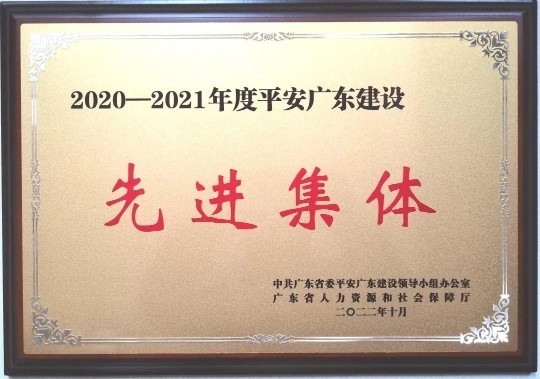 2020—2021年度平安广东建设
先进集体
中共广东省委平安广东建设领导小组办公室
广东省人力资源和社会保障厅
二〇二二年十月